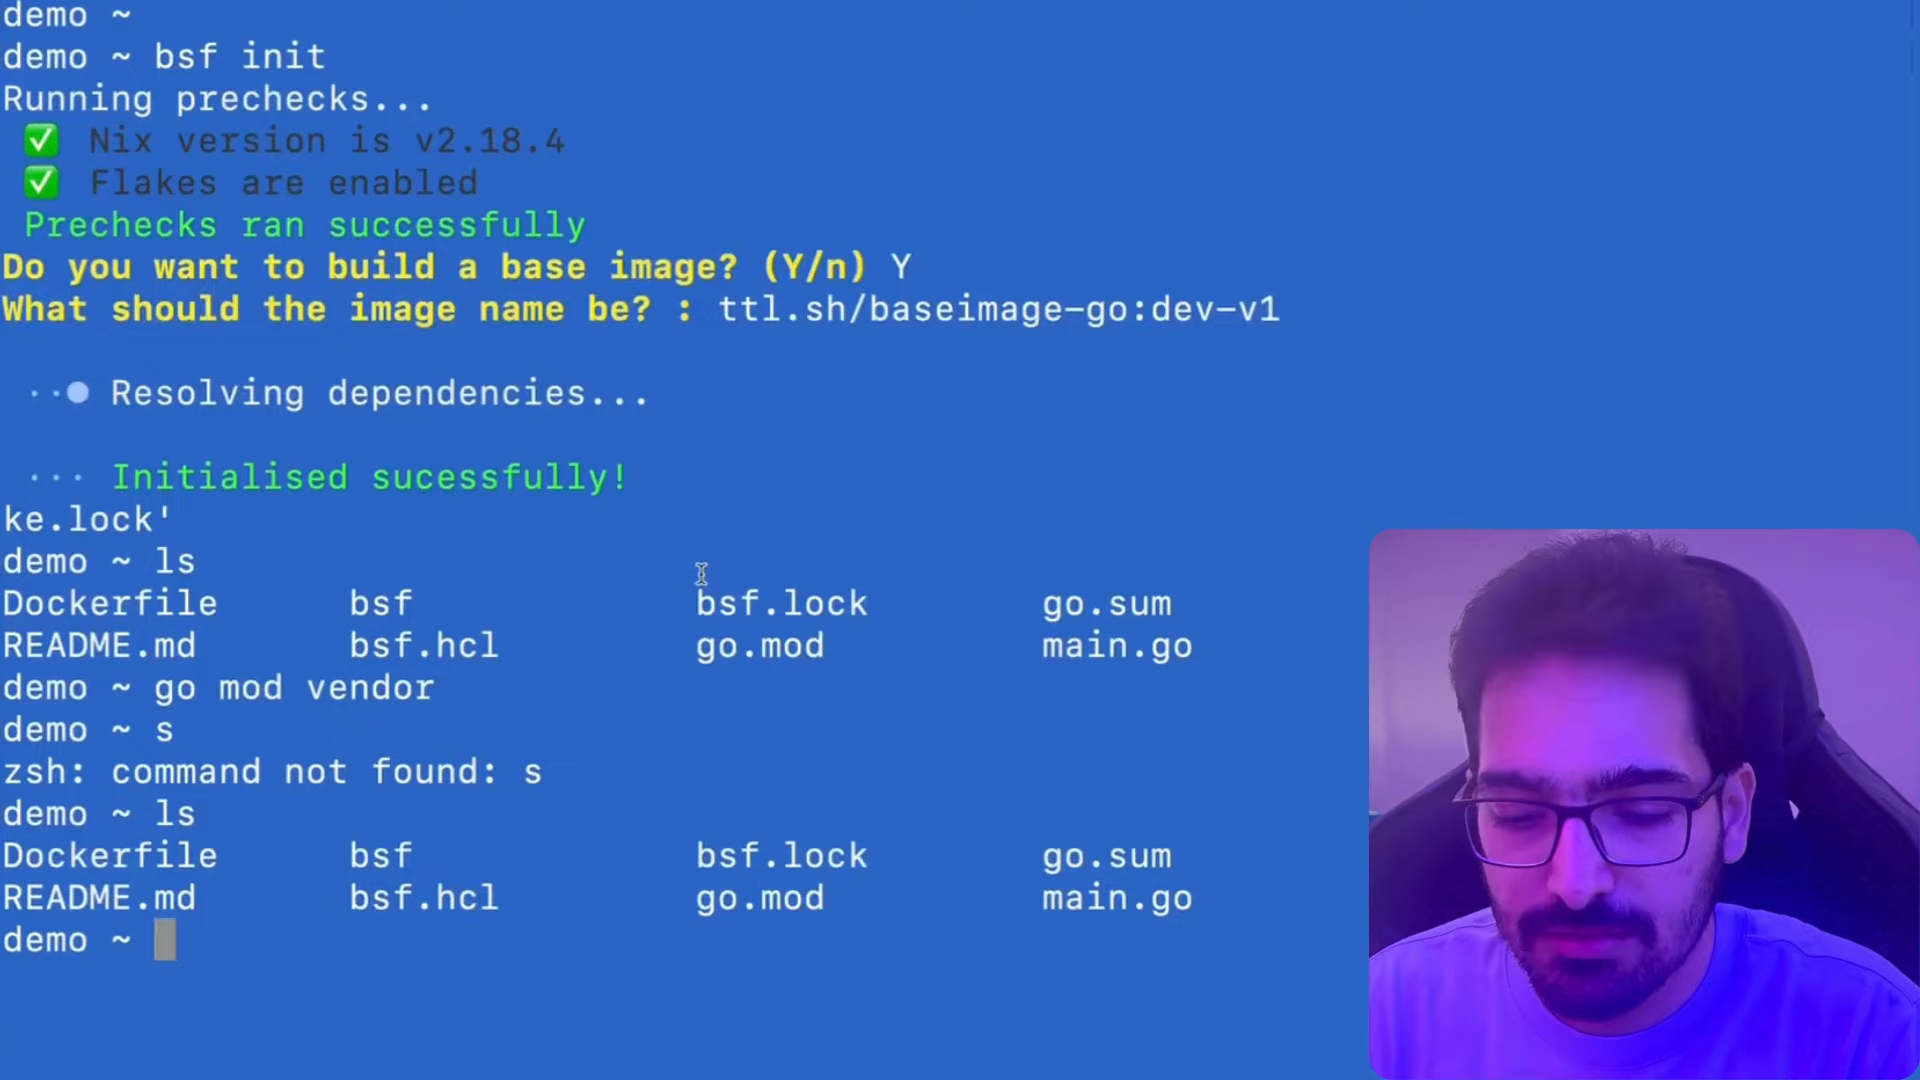 demo ~
demo ~ bsf init
Running prechecks...
✅ Nix version is v2.18.4
✅ Flakes are enabled
Prechecks ran successfully
Do you want to build a base image? (Y/n) Y
What should the image name be? : ttl.sh/baseimage-go:dev-v1
··● Resolving dependencies...
··· Initialised sucessfully!
ke.lock'
demo ~ ls
Dockerfile bsf bsf.lock go.sum
README.md bsf.hcl go.mod main.go
demo ~ go mod vendor
demo ~ s
zsh: command not found: s
demo ~ ls
Dockerfile bsf bsf.lock go.sum
README.md bsf.hcl go.mod main.go
demo ~